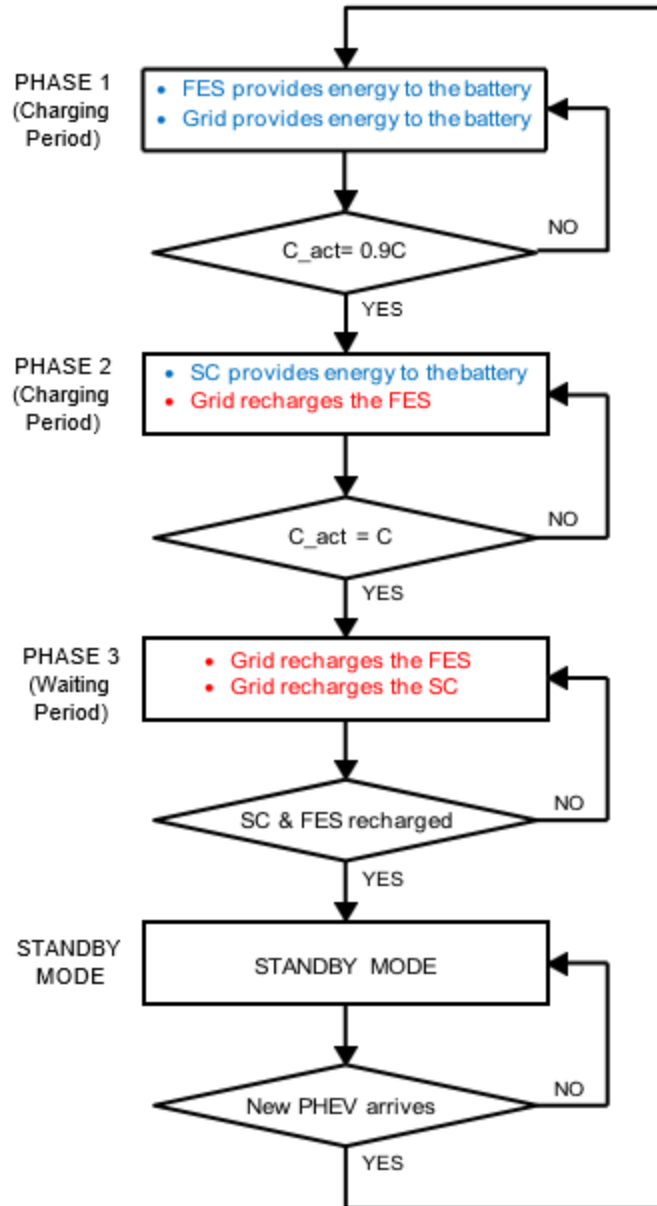 PHASE 1
(Charging
Period)
• FES provides energy to the battery
• Grid provides energy to the battery
C_act= 0.9C
NO
YES
PHASE 2
(Charging
Period)
• SC provides energy to the battery
• Grid recharges the FES
C_act = C
NO
YES
PHASE 3
(Waiting
Period)
• Grid recharges the FES
• Grid recharges the SC
SC & FES recharged
NO
YES
STANDBY
MODE
STANDBY MODE
New PHEV arrives
NO
YES